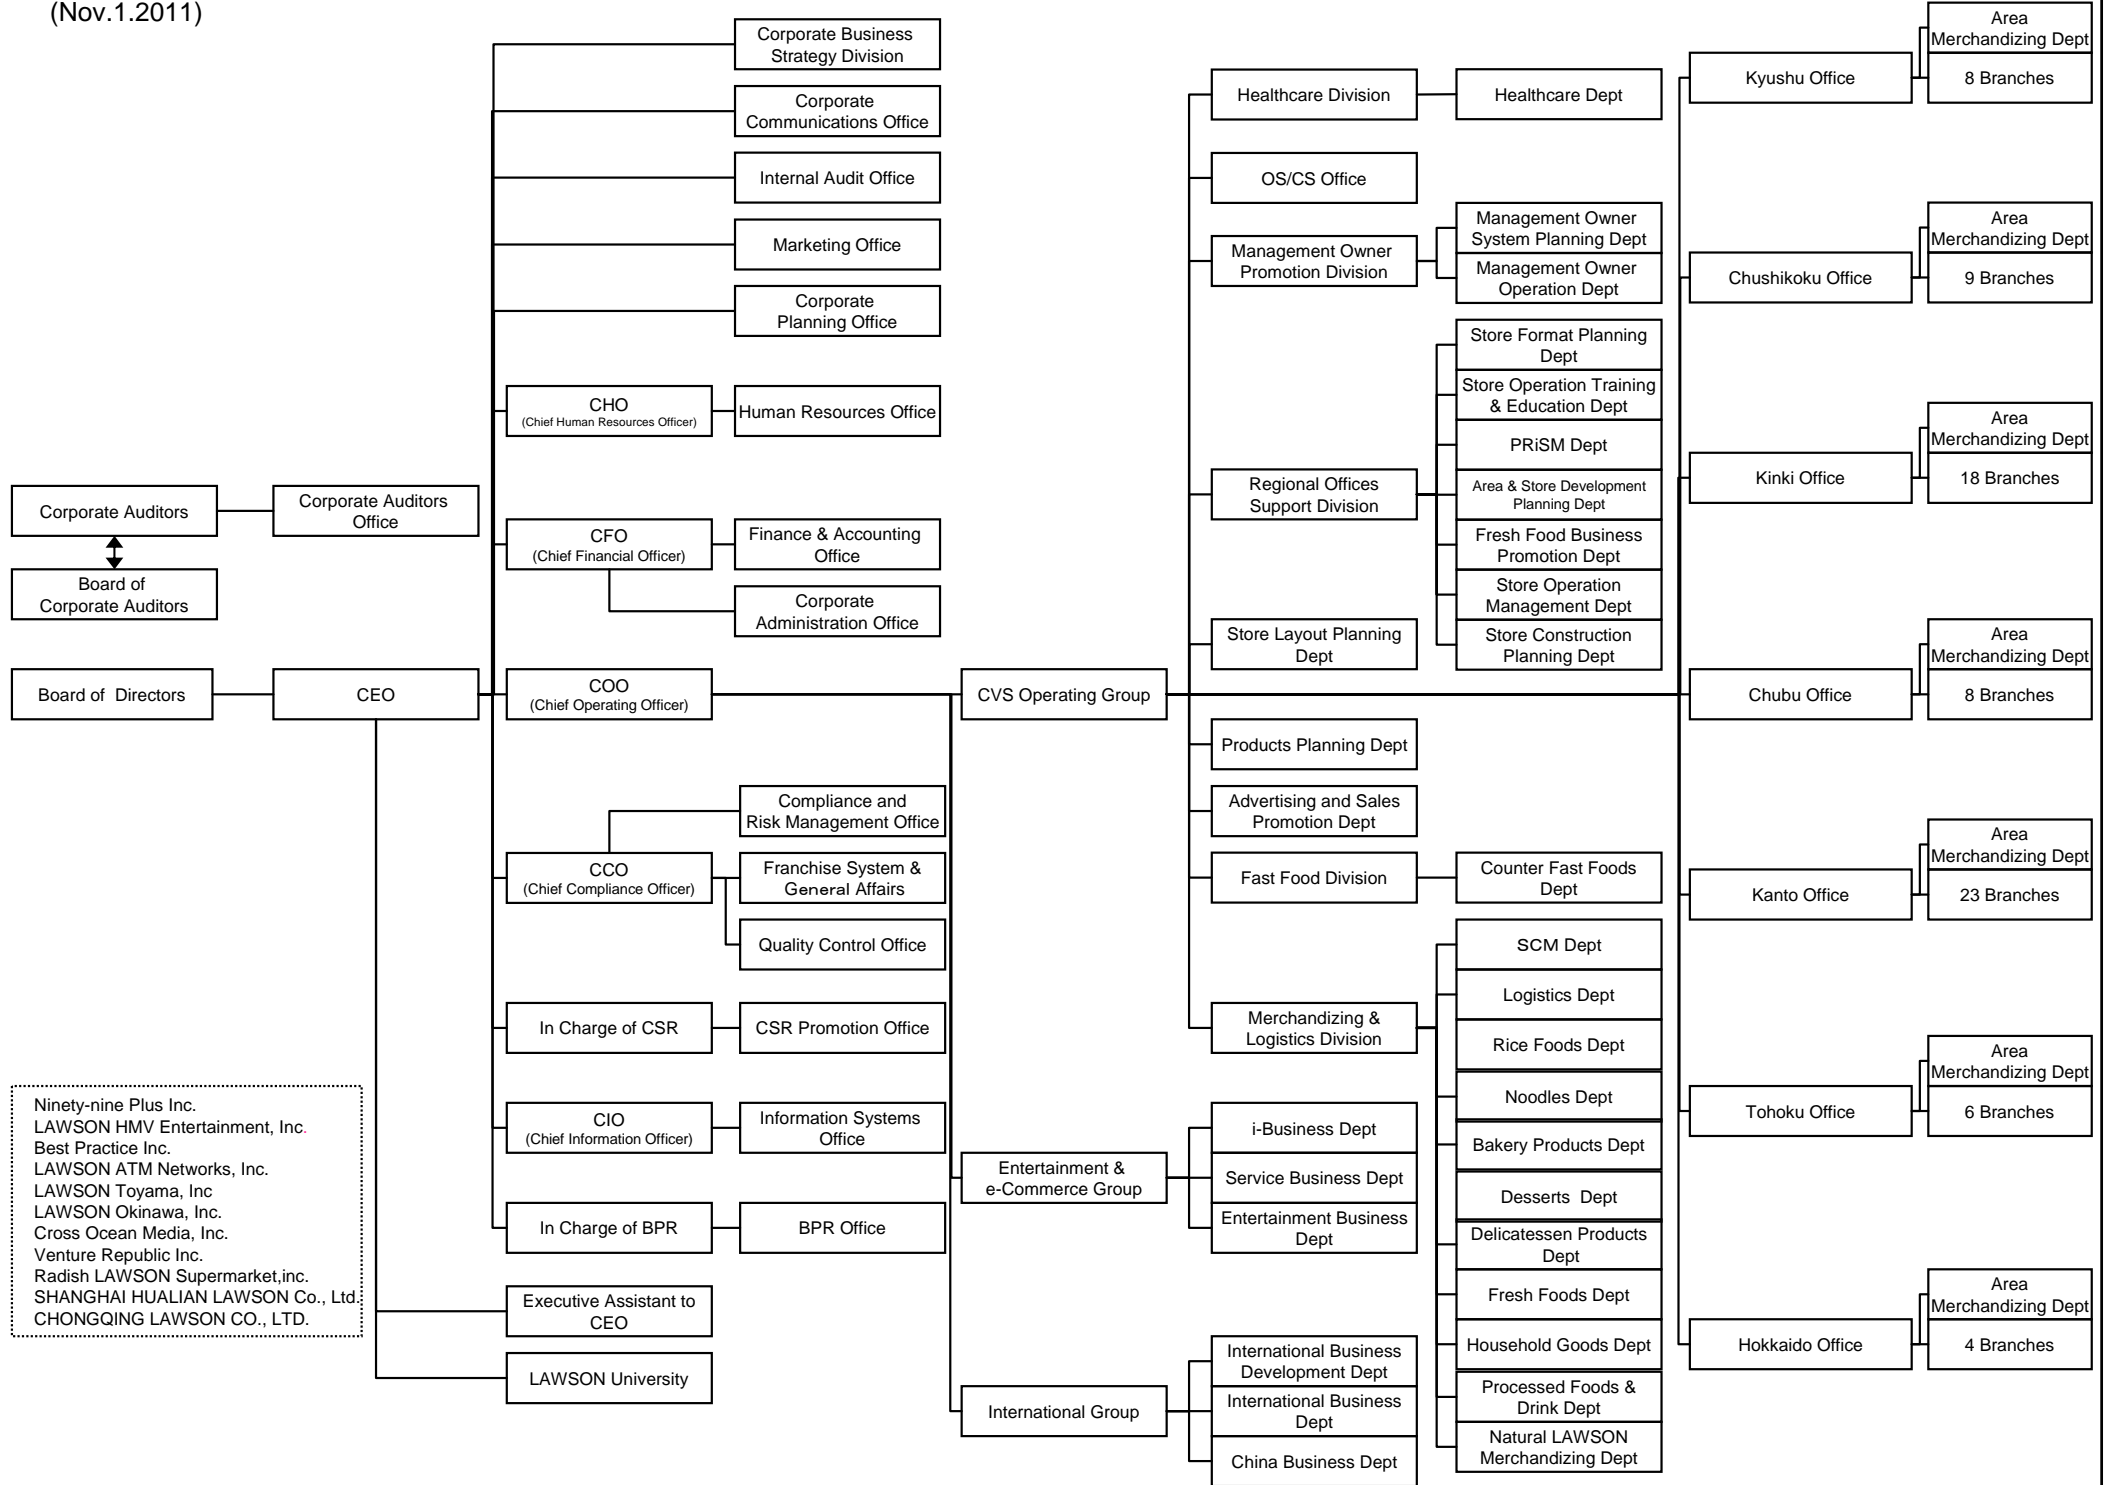 (Nov.1.2011)
Corporate Business
Strategy Division
Corporate
Communications Office
Internal Audit Office
Marketing Office
Corporate
Planning Office
CHO
(Chief Human Resources Officer)
Human Resources Office
Corporate Auditors
Corporate Auditors
Office
Board of
Corporate Auditors
CFO
(Chief Financial Officer)
Finance & Accounting
Office
Corporate
Administration Office
Board of  Directors
CEO
COO
(Chief Operating Officer)
Compliance and
Risk Management Office
CCO
(Chief Compliance Officer)
Franchise System &
General Affairs
Quality Control Office
In Charge of CSR
CSR Promotion Office
CIO
(Chief Information Officer)
Information Systems
Office
In Charge of BPR
BPR Office
Executive Assistant to
CEO
LAWSON University
Ninety-nine Plus Inc.
LAWSON HMV Entertainment, Inc.
Best Practice Inc.
LAWSON ATM Networks, Inc.
LAWSON Toyama, Inc
LAWSON Okinawa, Inc.
Cross Ocean Media, Inc.
Venture Republic Inc.
Radish LAWSON Supermarket,inc.
SHANGHAI HUALIAN LAWSON Co., Ltd.
CHONGQING LAWSON CO., LTD.
CVS Operating Group
Healthcare Division
Healthcare Dept
OS/CS Office
Management Owner
Promotion Division
Management Owner
System Planning Dept
Management Owner
Operation Dept
Regional Offices
Support Division
Store Format Planning
Dept
Store Operation Training
& Education Dept
PRiSM Dept
Area & Store Development
Planning Dept
Fresh Food Business
Promotion Dept
Store Operation
Management Dept
Store Construction
Planning Dept
Store Layout Planning
Dept
Products Planning Dept
Advertising and Sales
Promotion Dept
Fast Food Division
Counter Fast Foods
Dept
Merchandizing &
Logistics Division
SCM Dept
Logistics Dept
Rice Foods Dept
Noodles Dept
Bakery Products Dept
Desserts  Dept
Delicatessen Products
Dept
Fresh Foods Dept
Household Goods Dept
Processed Foods &
Drink Dept
Natural LAWSON
Merchandizing Dept
Entertainment &
e-Commerce Group
i-Business Dept
Service Business Dept
Entertainment Business
Dept
International Group
International Business
Development Dept
International Business
Dept
China Business Dept
Kyushu Office
Area
Merchandizing Dept
8 Branches
Chushikoku Office
Area
Merchandizing Dept
9 Branches
Kinki Office
Area
Merchandizing Dept
18 Branches
Chubu Office
Area
Merchandizing Dept
8 Branches
Kanto Office
Area
Merchandizing Dept
23 Branches
Tohoku Office
Area
Merchandizing Dept
6 Branches
Hokkaido Office
Area
Merchandizing Dept
4 Branches